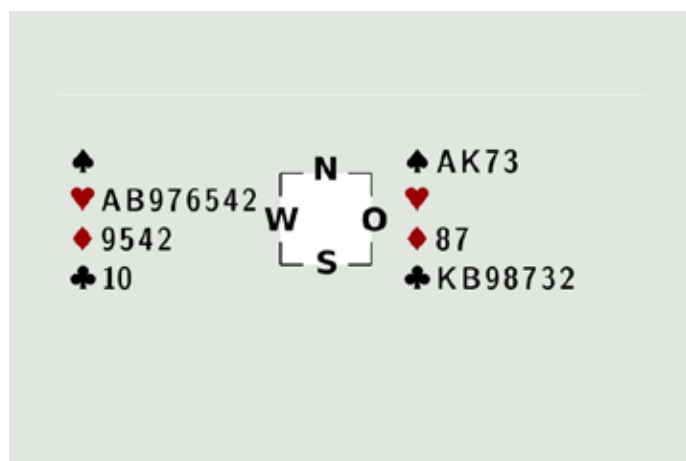 ♠
♥ AB976542
♦ 9542
♣ 10
N
W O
S
♠ AK73
♥
♦ 87
♣ KB98732